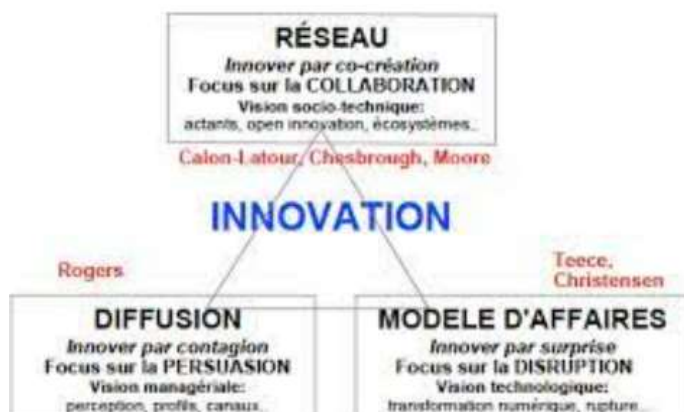 RÉSEAU
Innover par co-création
Focus sur la COLLABORATION
Vision socio-technique:
actants, open innovation, écosystèmes..
Calon-Latour, Chesbrough, Moore
INNOVATION
Rogers
Teece,
Christensen
DIFFUSION
Innover par contagion
Focus sur la PERSUASION
Vision managériale:
perception, profils, canaux..
MODELE D'AFFAIRES
Innover par surprise
Focus sur la DISRUPTION
Vision technologique:
transformation numérique, rupture...